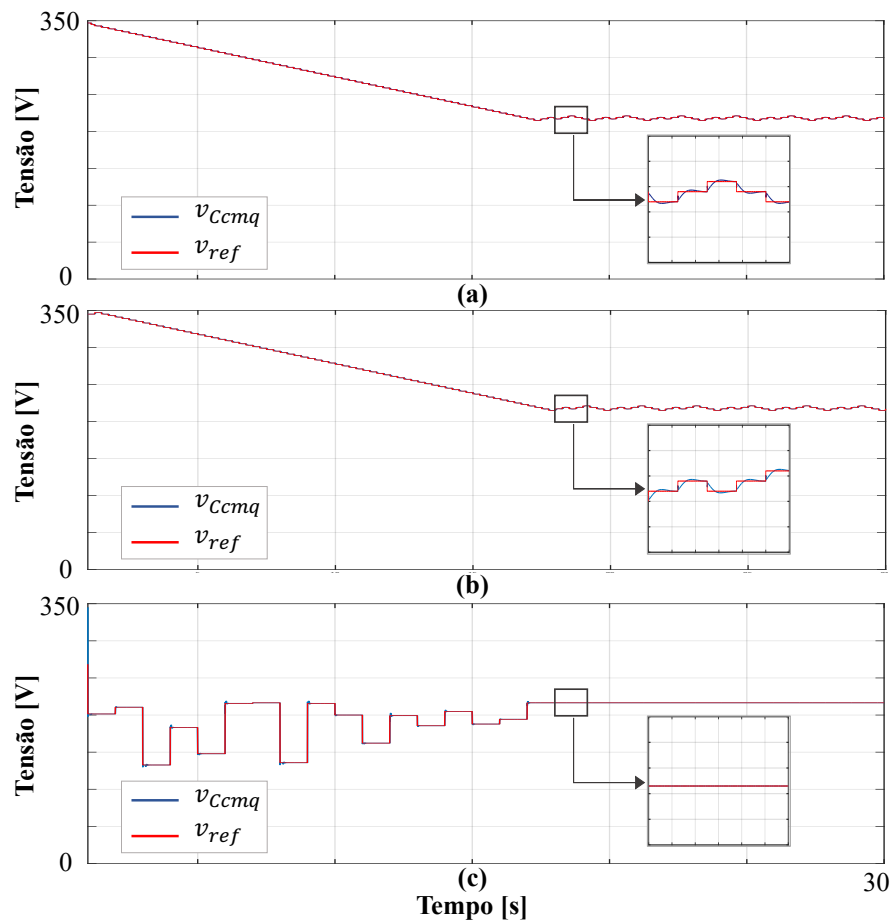 350
Tensão [V]
v_Ccmq
v_ref
0
(a)
350
Tensão [V]
v_Ccmq
v_ref
0
(b)
350
Tensão [V]
v_Ccmq
v_ref
0
(c)
30
Tempo [s]